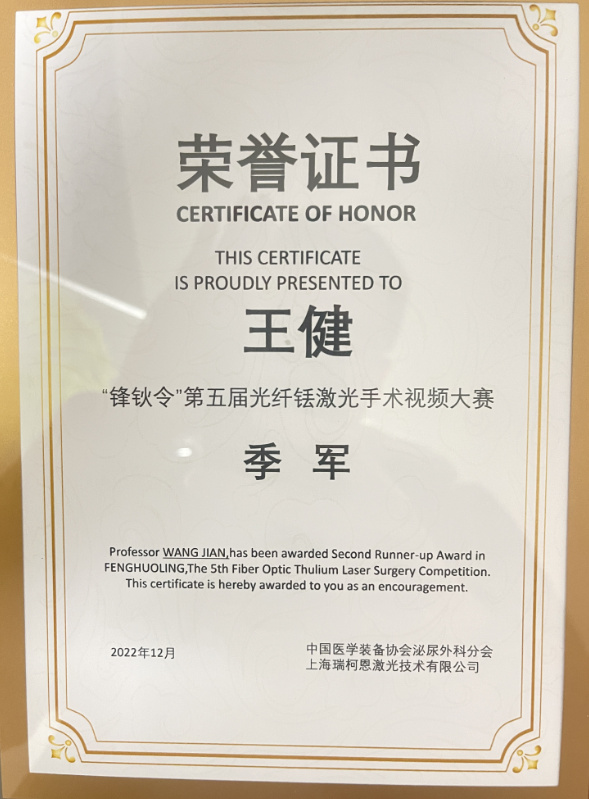 荣誉证书
CERTIFICATE OF HONOR
THIS CERTIFICATE
IS PROUDLY PRESENTED TO
王健
“锋钬令”第五届光纤铥激光手术视频大赛
季 军
Professor WANG JIAN,has been awarded Second Runner-up Award in
FENGHUOLING,The 5th Fiber Optic Thulium Laser Surgery Competition.
This certificate is hereby awarded to you as an encouragement.
2022年12月
中国医学装备协会泌尿外科分会
上海瑞柯恩激光技术有限公司